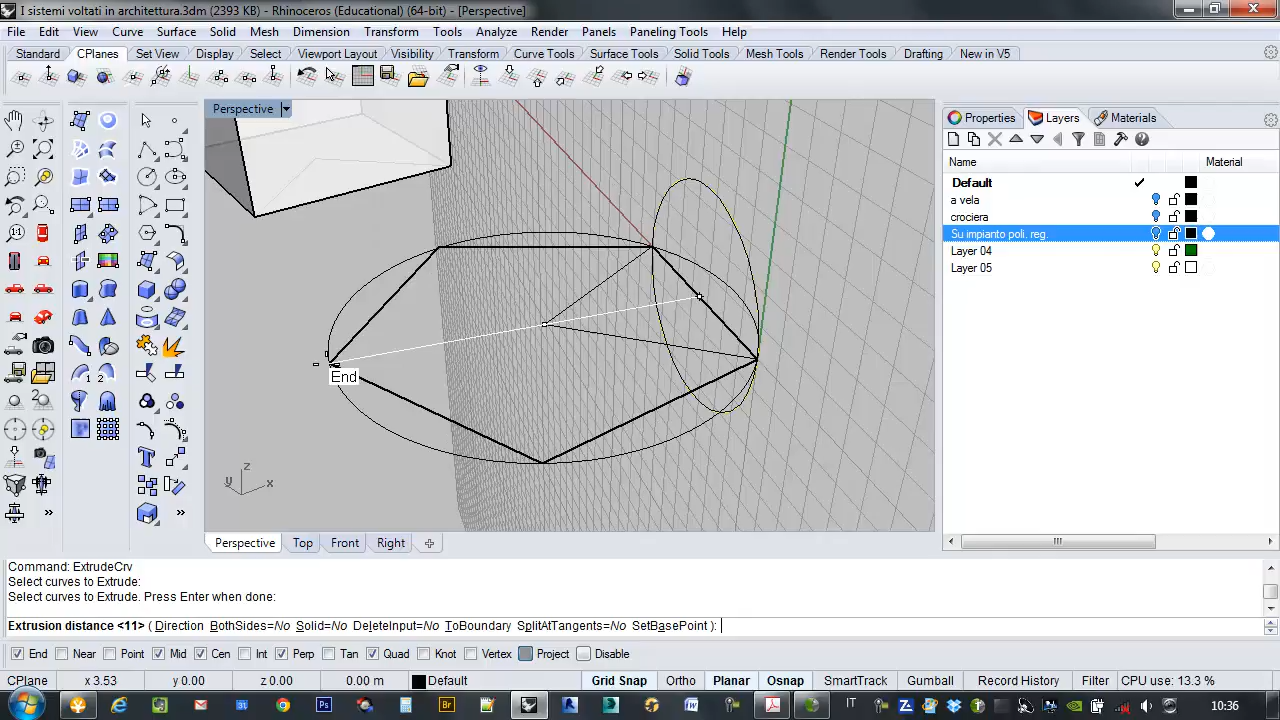 I sistemi voltati in architettura.3dm (2393 KB) - Rhinoceros (Educational) (64-bit) - [Perspective]
File Edit View Curve Surface Solid Mesh Dimension Transform Tools Analyze Render Panels Paneling Tools Help
Standard CPlanes Set View Display Select Viewport Layout Visibility Transform Curve Tools Surface Tools Solid Tools Mesh Tools Render Tools Drafting New in V5
Perspective
Properties Layers Materials
Name Material
Default
a vela
crociera
Su impianto poli. reg.
Layer 04
Layer 05
End
z
y x
Perspective Top Front Right
Command: ExtrudeCrv
Select curves to Extrude:
Select curves to Extrude. Press Enter when done:
Extrusion distance <11> ( Direction BothSides=No Solid=No DeleteInput=No ToBoundary SplitAtTangents=No SetBasePoint ):
End Near Point Mid Cen Int Perp Tan Quad Knot Vertex Project Disable
CPlane x 3.53 y 0.00 z 0.00 0.00 m Default Grid Snap Ortho Planar Osnap SmartTrack Gumball Record History Filter CPU use: 13.3 %
IT 10:36